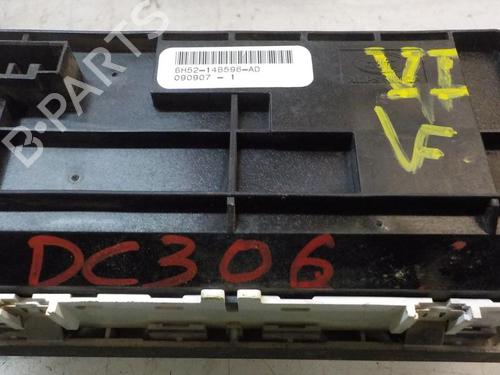 6H52-14B596-AD
090907 - 1
VI
VF
DC306
B-PARTS